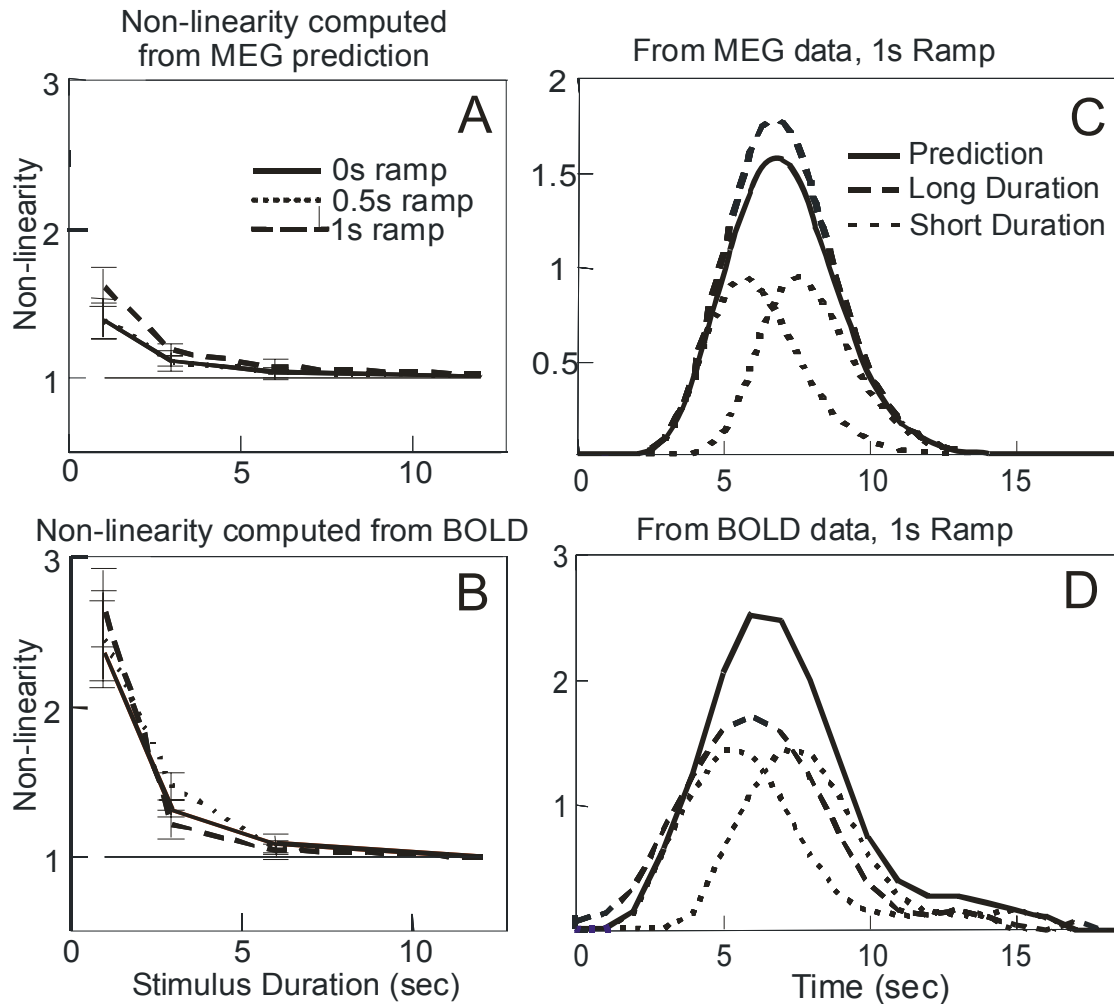 Non-linearity computed
from MEG prediction
3
2
1
Non-linearity
A
0s ramp
0.5s ramp
1s ramp
0
5
10
From MEG data, 1s Ramp
2
1.5
1
0.5
C
Prediction
Long Duration
Short Duration
0
5
10
15
Non-linearity computed from BOLD
3
2
1
Non-linearity
B
0
5
10
Stimulus Duration (sec)
From BOLD data, 1s Ramp
3
2
1
D
0
5
10
15
Time (sec)